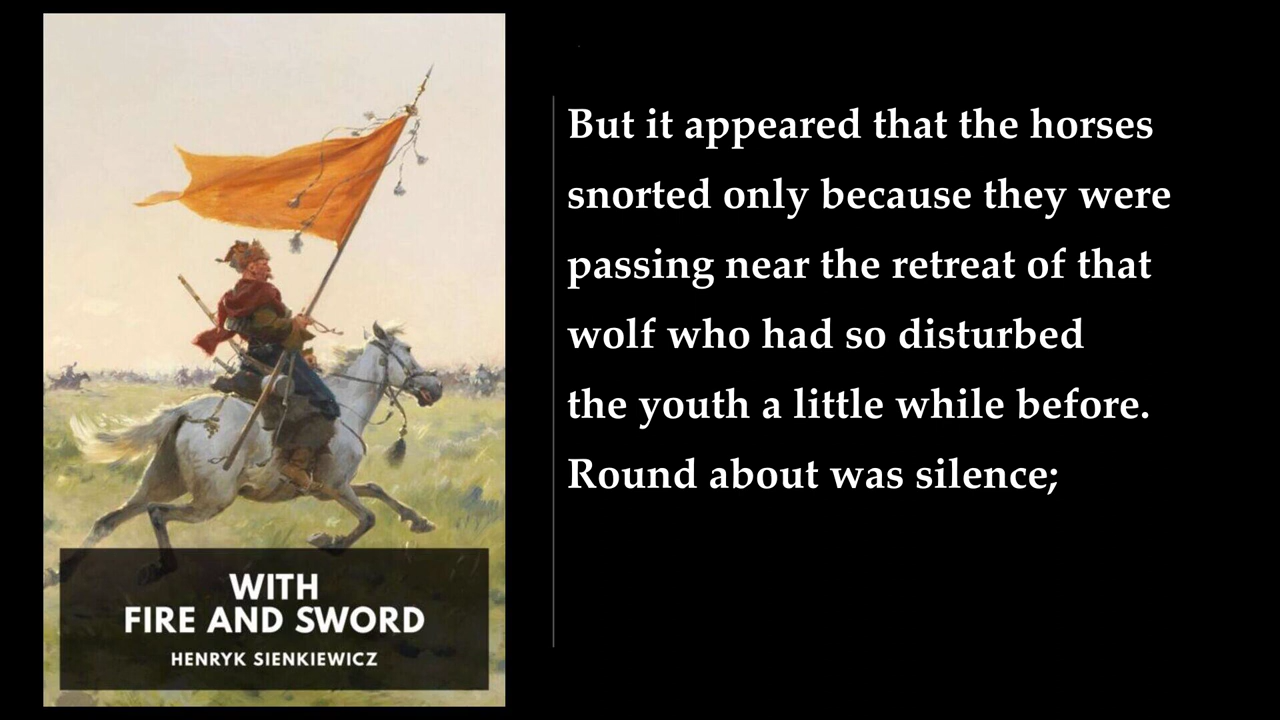 WITH
FIRE AND SWORD
HENRYK SIENKIEWICZ
But it appeared that the horses
snorted only because they were
passing near the retreat of that
wolf who had so disturbed
the youth a little while before.
Round about was silence;